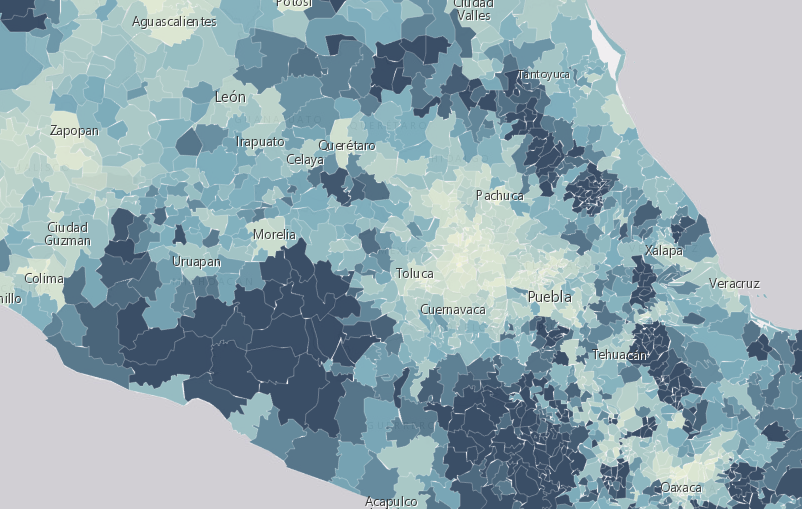 Potosí
Ciudad
Valles
Aguascalientes
Tantoyuca
León
Zapopan
Irapuato
Querétaro
Celaya
Pachuca
Ciudad
Guzman
Morelia
Xalapa
Uruapan
Colima
Toluca
Veracruz
nillo
Puebla
Cuernavaca
Tehuacán
Oaxaca
Acapulco